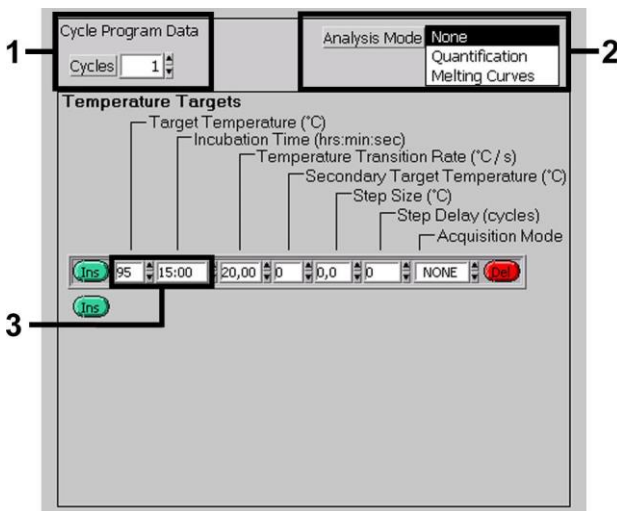 Cycle Program Data
Cycles 1
Analysis Mode None
Quantification
Melting Curves
1
2
Temperature Targets
Target Temperature (°C)
Incubation Time (hrs:min:sec)
Temperature Transition Rate (°C / s)
Secondary Target Temperature (°C)
Step Size (°C)
Step Delay (cycles)
Acquisition Mode
Ins 95 15:00 20,00 0 0,0 0 NONE Del
Ins
3